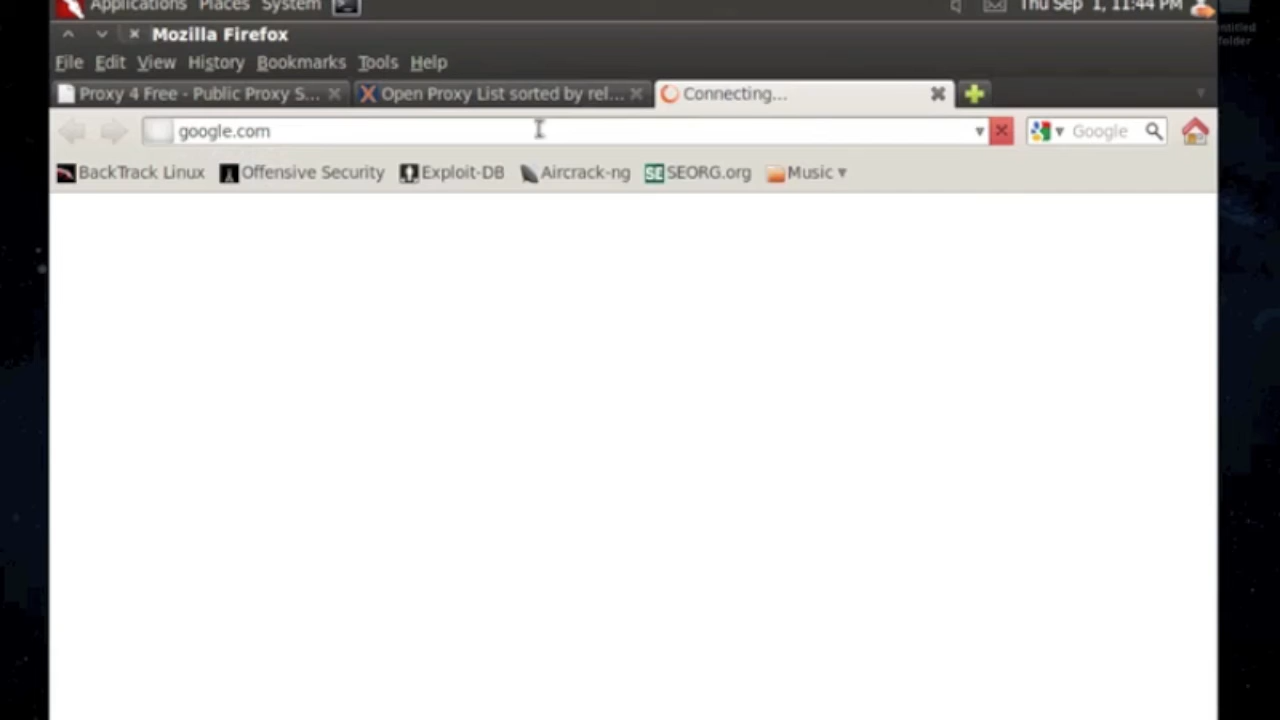 Applications Places System
Thu Sep 1, 11:44 PM
Mozilla Firefox
File Edit View History Bookmarks Tools Help
Proxy 4 Free - Public Proxy S... Open Proxy List sorted by rel... Connecting...
google.com Google
BackTrack Linux Offensive Security Exploit-DB Aircrack-ng SEORG.org Music
folder